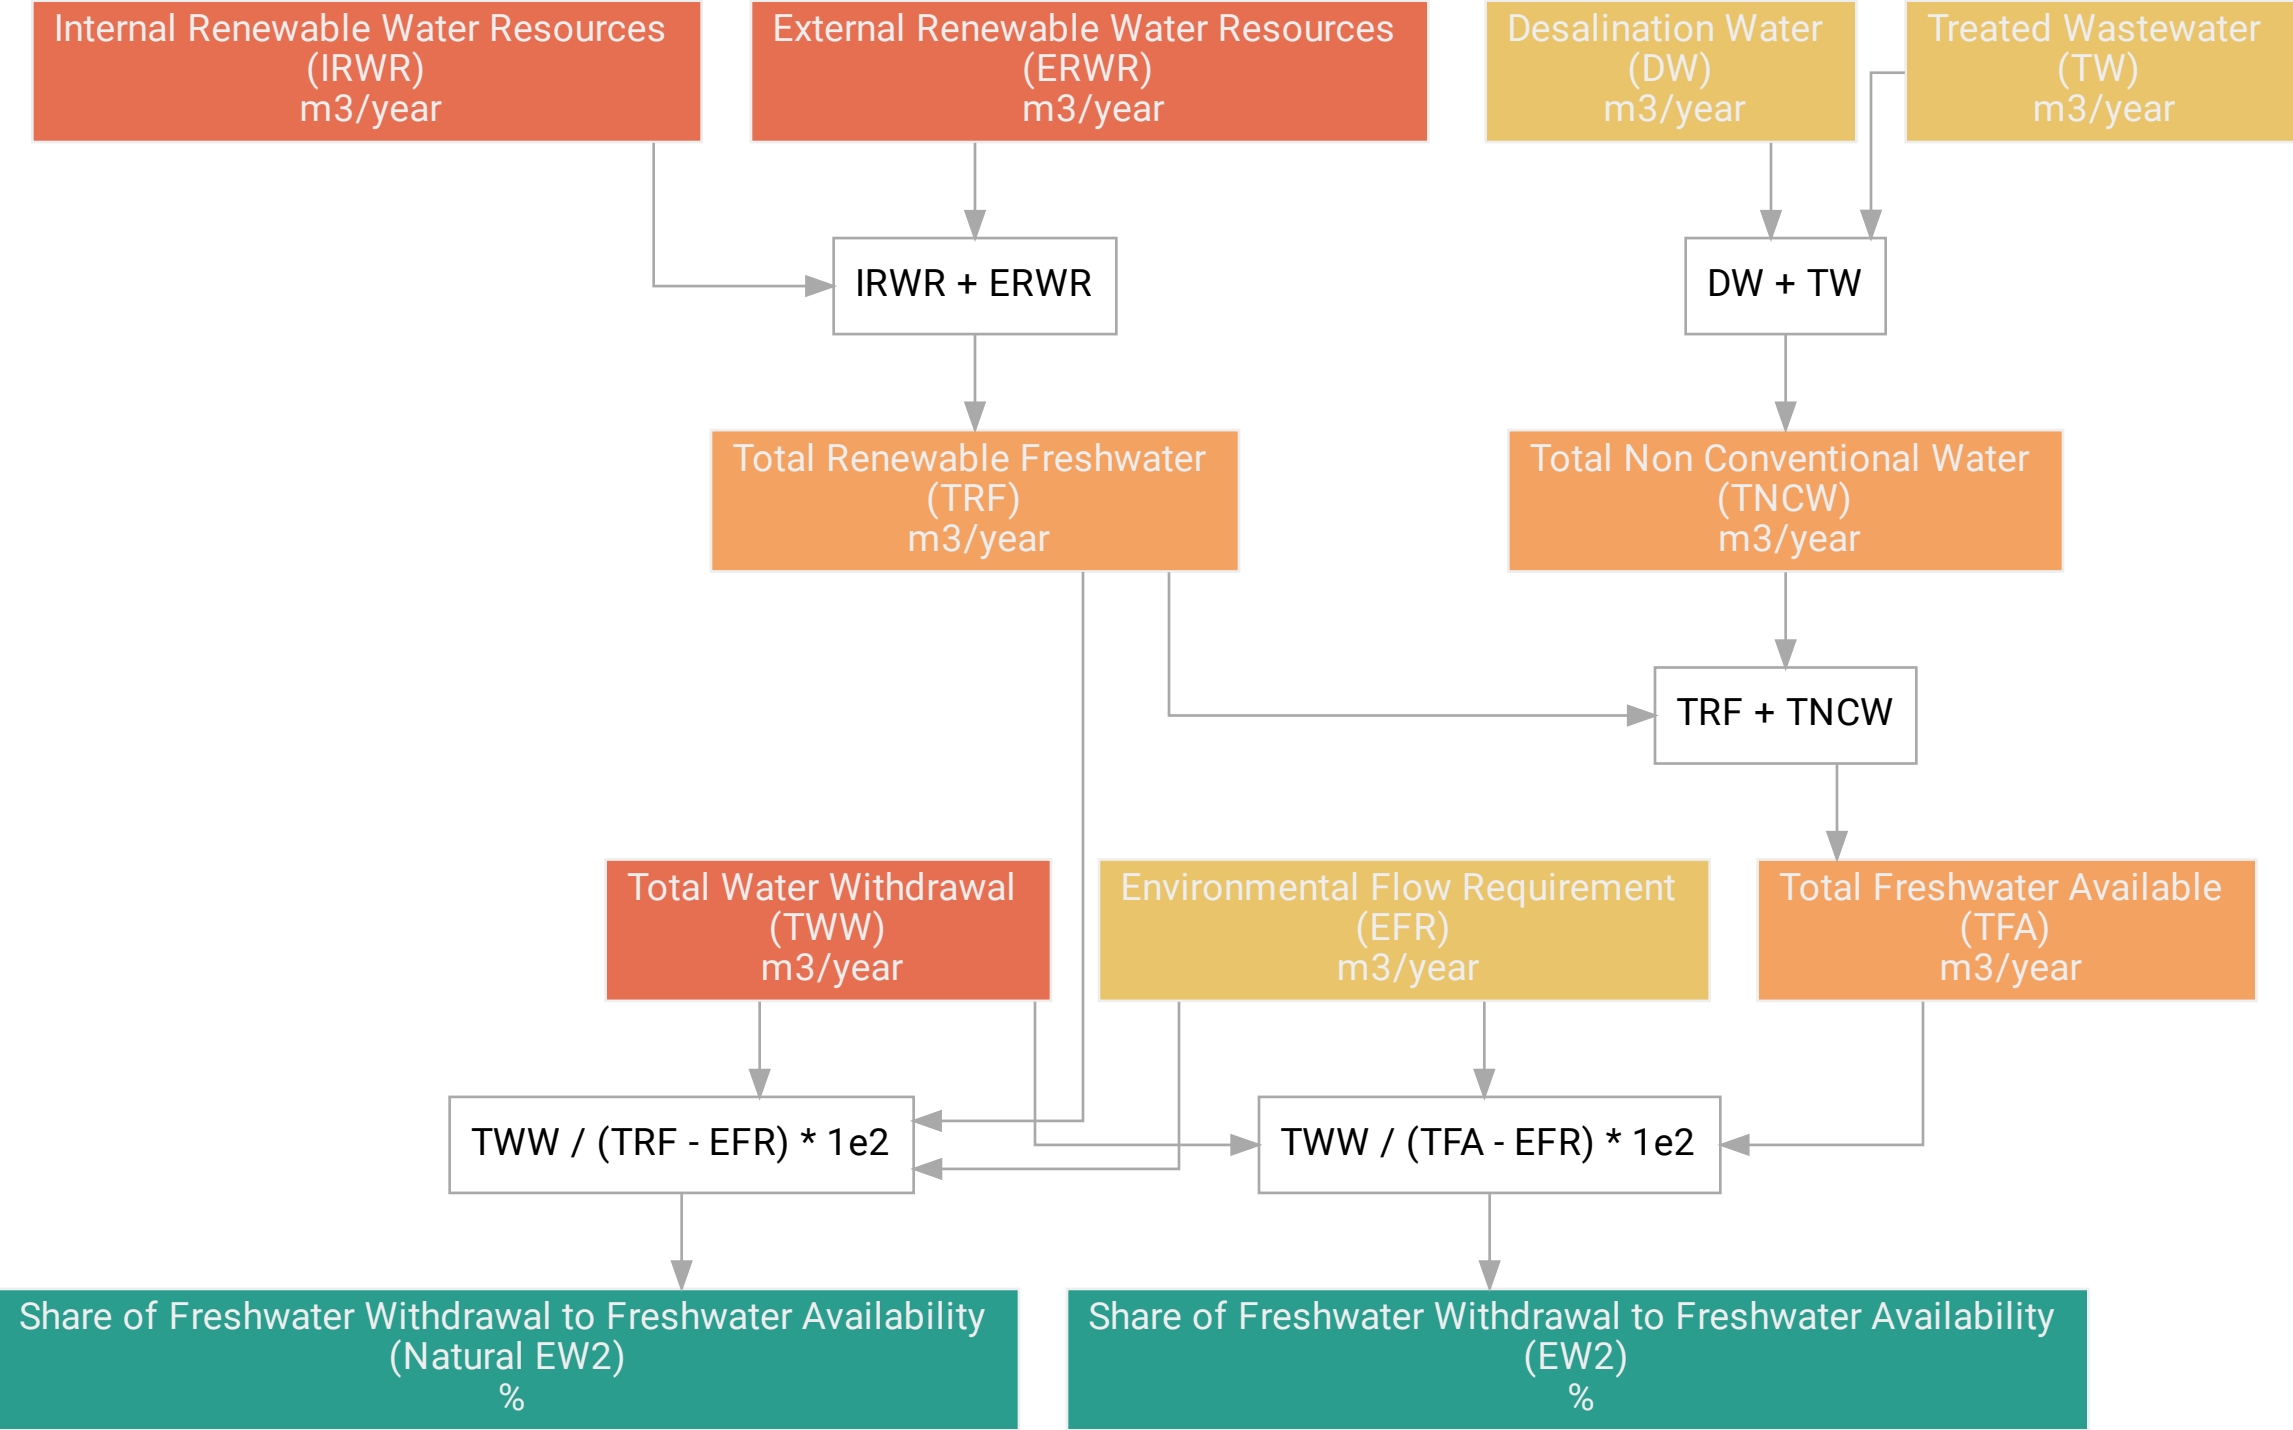 Internal Renewable Water Resources
(IRWR)
m3/year
External Renewable Water Resources
(ERWR)
m3/year
Desalination Water
(DW)
m3/year
Treated Wastewater
(TW)
m3/year
IRWR + ERWR
DW + TW
Total Renewable Freshwater
(TRF)
m3/year
Total Non Conventional Water
(TNCW)
m3/year
TRF + TNCW
Total Water Withdrawal
(TWW)
m3/year
Environmental Flow Requirement
(EFR)
m3/year
Total Freshwater Available
(TFA)
m3/year
TWW / (TRF - EFR) * 1e2
TWW / (TFA - EFR) * 1e2
Share of Freshwater Withdrawal to Freshwater Availability
(Natural EW2)
%
Share of Freshwater Withdrawal to Freshwater Availability
(EW2)
%